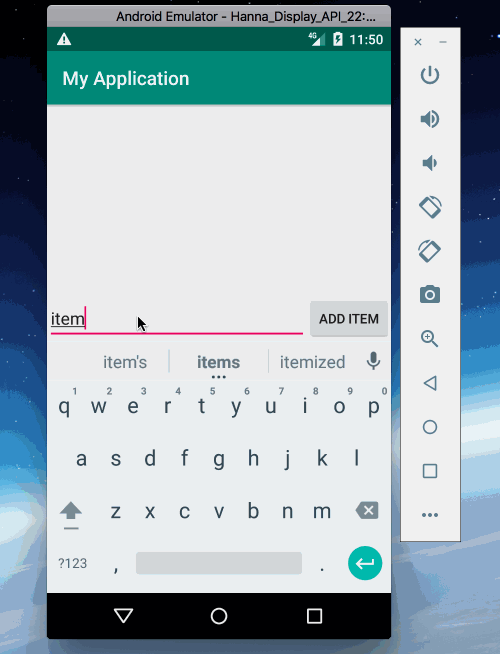 Android Emulator - Hanna_Display_API_22:...
4G 11:50
My Application
item ADD ITEM
item's items itemized
q 1 w 2 e 3 r 4 t 5 y 6 u 7 i 8 o 9 p 0
a s d f g h j k l
z x c v b n m
?123 , .